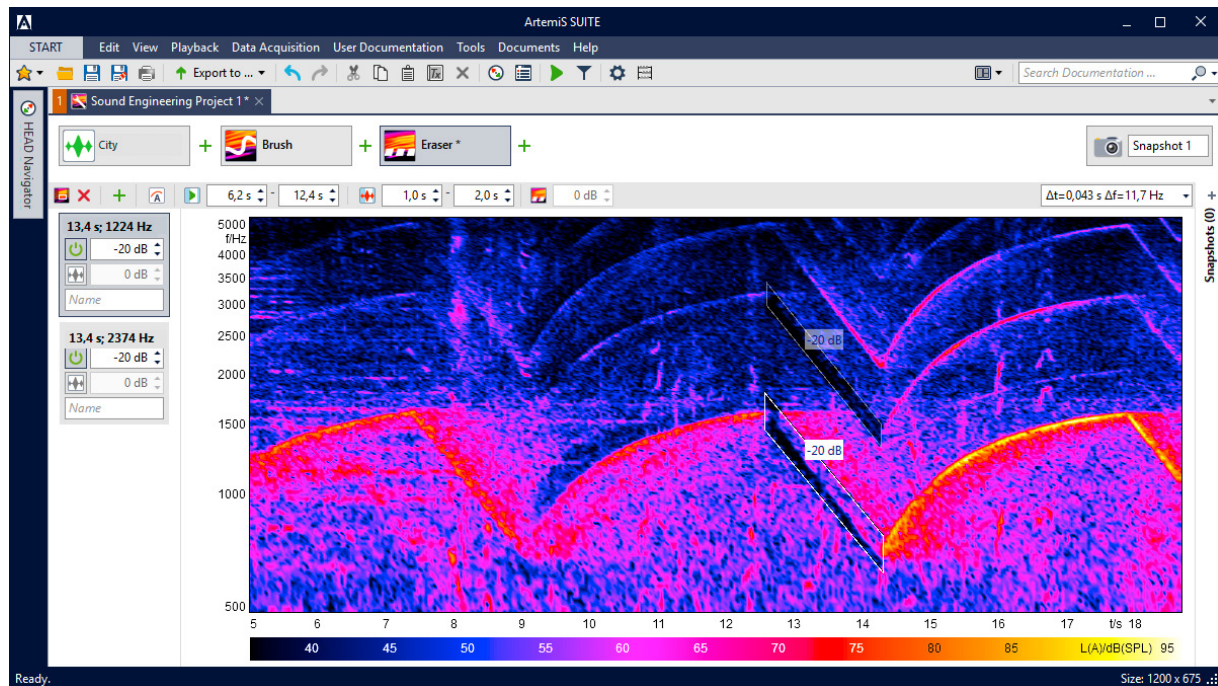 ArtemiS SUITE
START Edit View Playback Data Acquisition User Documentation Tools Documents Help
Export to ... Search Documentation ...
HEAD Navigator
1 Sound Engineering Project 1*
City Brush Eraser * Snapshot 1
6,2 s - 12,4 s 1,0 s - 2,0 s 0 dB Δt=0,043 s Δf=11,7 Hz
Snapshots (0)
13,4 s; 1224 Hz
-20 dB
0 dB
Name
13,4 s; 2374 Hz
-20 dB
0 dB
Name
5000
f/Hz
4000
3500
3000
2500
2000
1500
1000
500
-20 dB
-20 dB
5 6 7 8 9 10 11 12 13 14 15 16 17 t/s 18
40 45 50 55 60 65 70 75 80 85 L(A)/dB(SPL) 95
Ready. Size: 1200 x 675